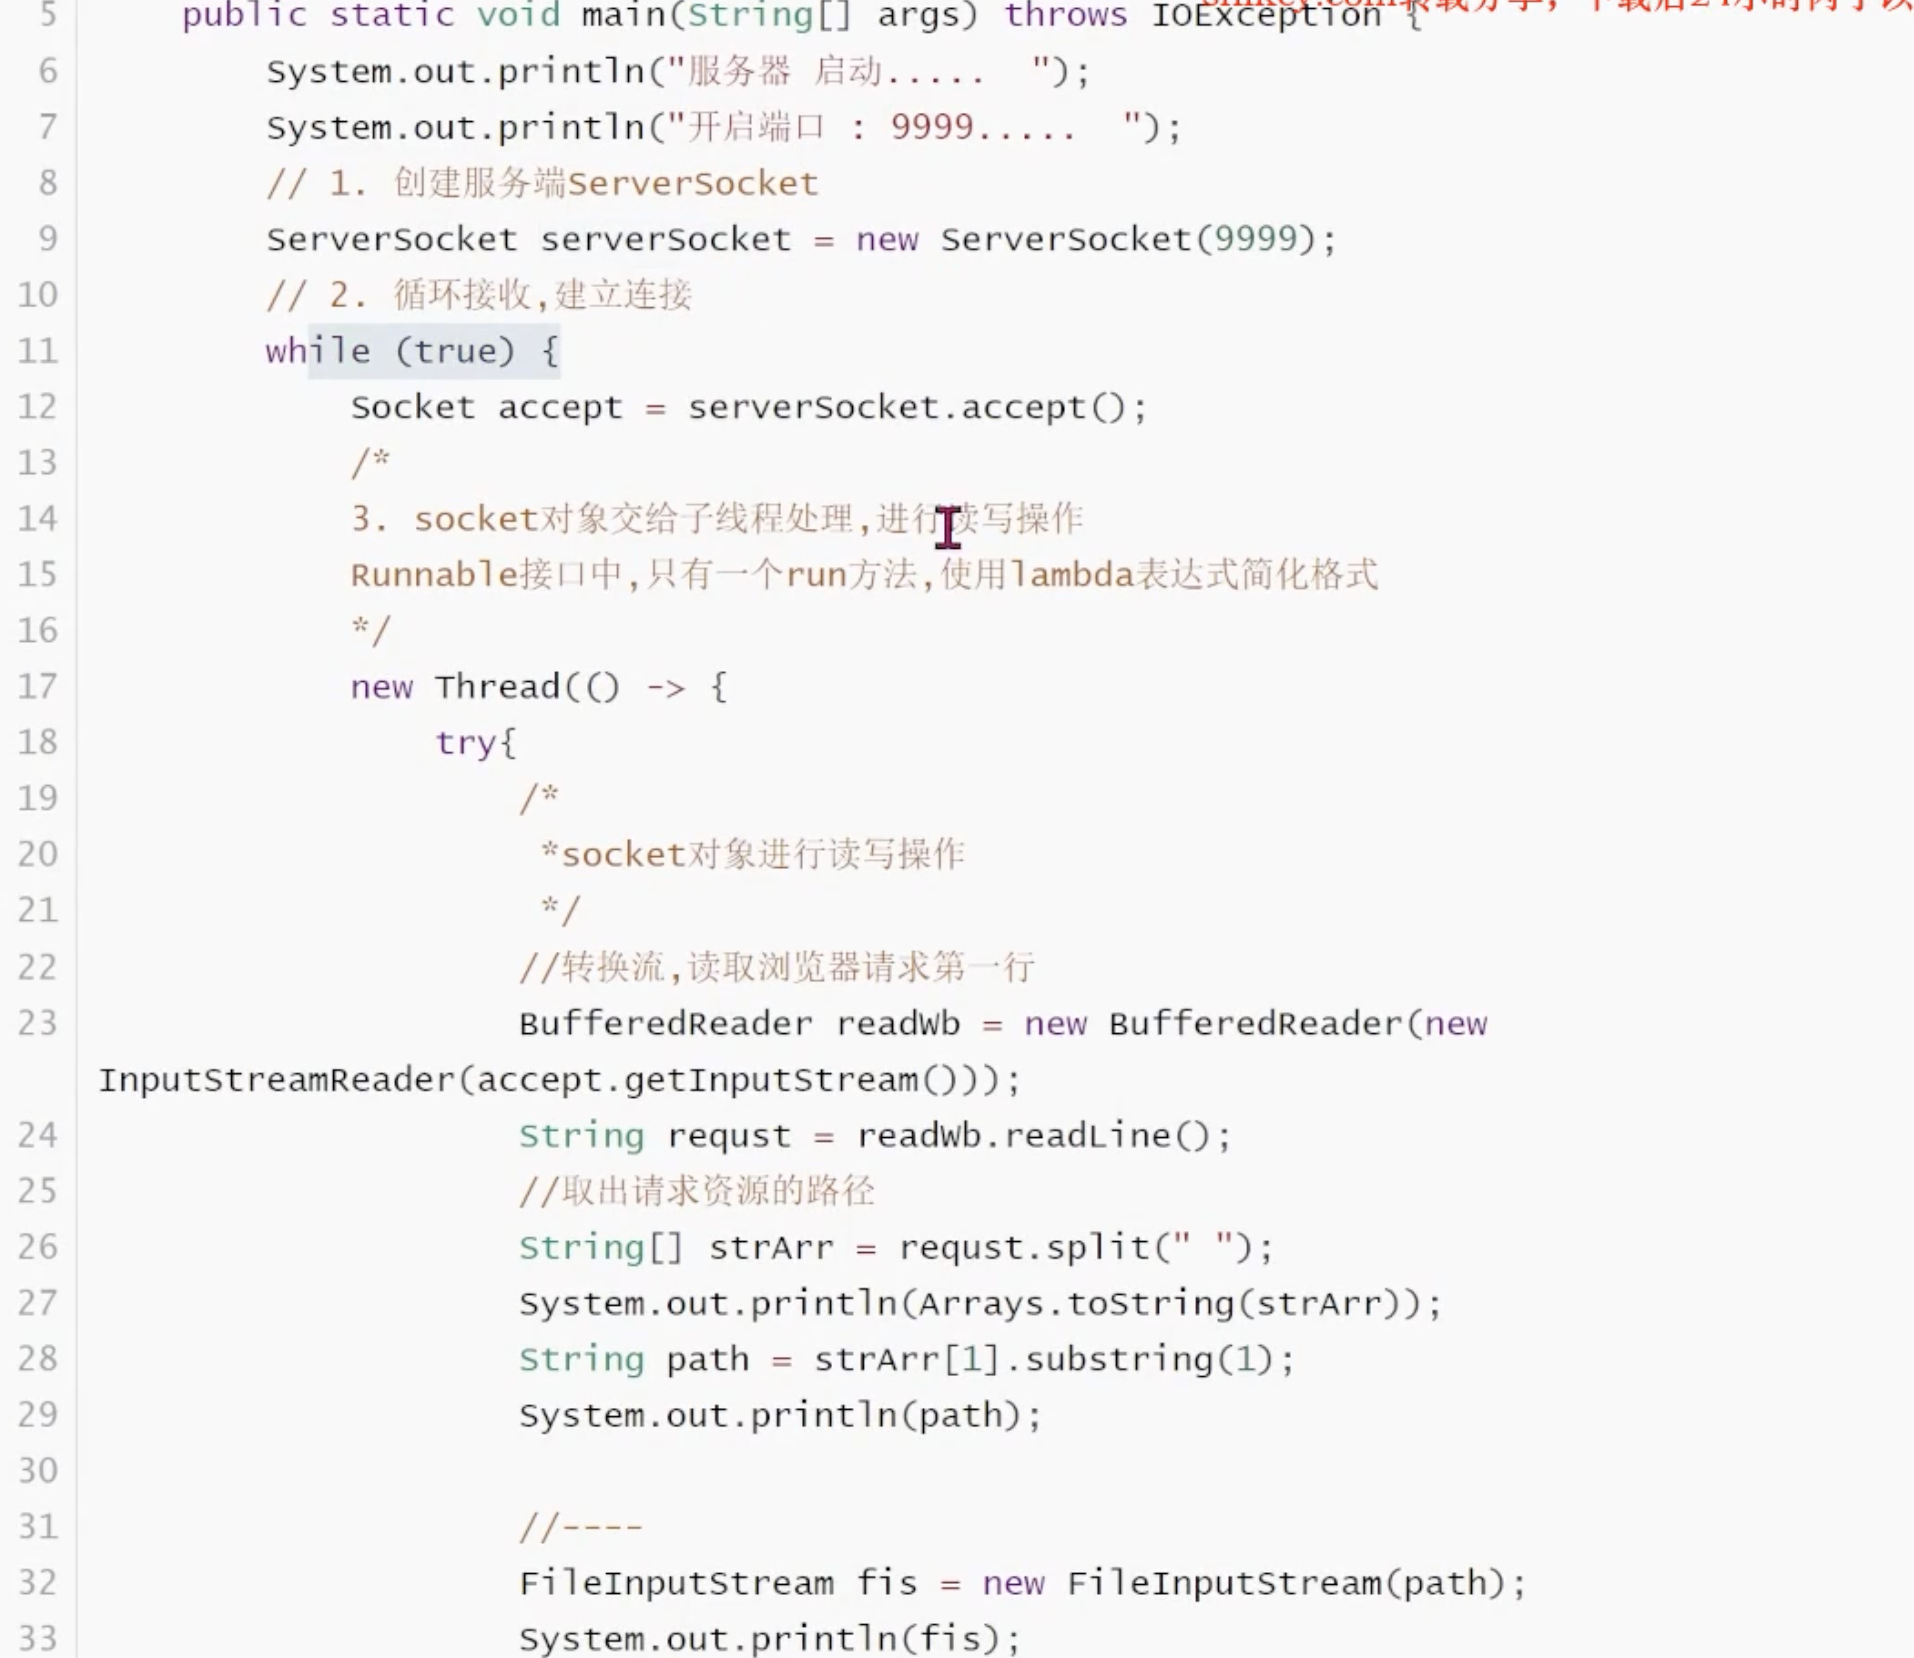 5 public static void main(String[] args) throws IOException {
6 System.out.println("服务器 启动.....  ");
7 System.out.println("开启端口 : 9999.....  ");
8 // 1. 创建服务端ServerSocket
9 ServerSocket serverSocket = new ServerSocket(9999);
10 // 2. 循环接收,建立连接
11 while (true) {
12 Socket accept = serverSocket.accept();
13 /*
14 3. socket对象交给子线程处理,进行读写操作
15 Runnable接口中,只有一个run方法,使用lambda表达式简化格式
16 */
17 new Thread(() -> {
18 try{
19 /*
20 *socket对象进行读写操作
21 */
22 //转换流,读取浏览器请求第一行
23 BufferedReader readWb = new BufferedReader(new
InputStreamReader(accept.getInputStream()));
24 String requst = readWb.readLine();
25 //取出请求资源的路径
26 String[] strArr = requst.split(" ");
27 System.out.println(Arrays.toString(strArr));
28 String path = strArr[1].substring(1);
29 System.out.println(path);
30
31 //----
32 FileInputStream fis = new FileInputStream(path);
33 System.out.println(fis);